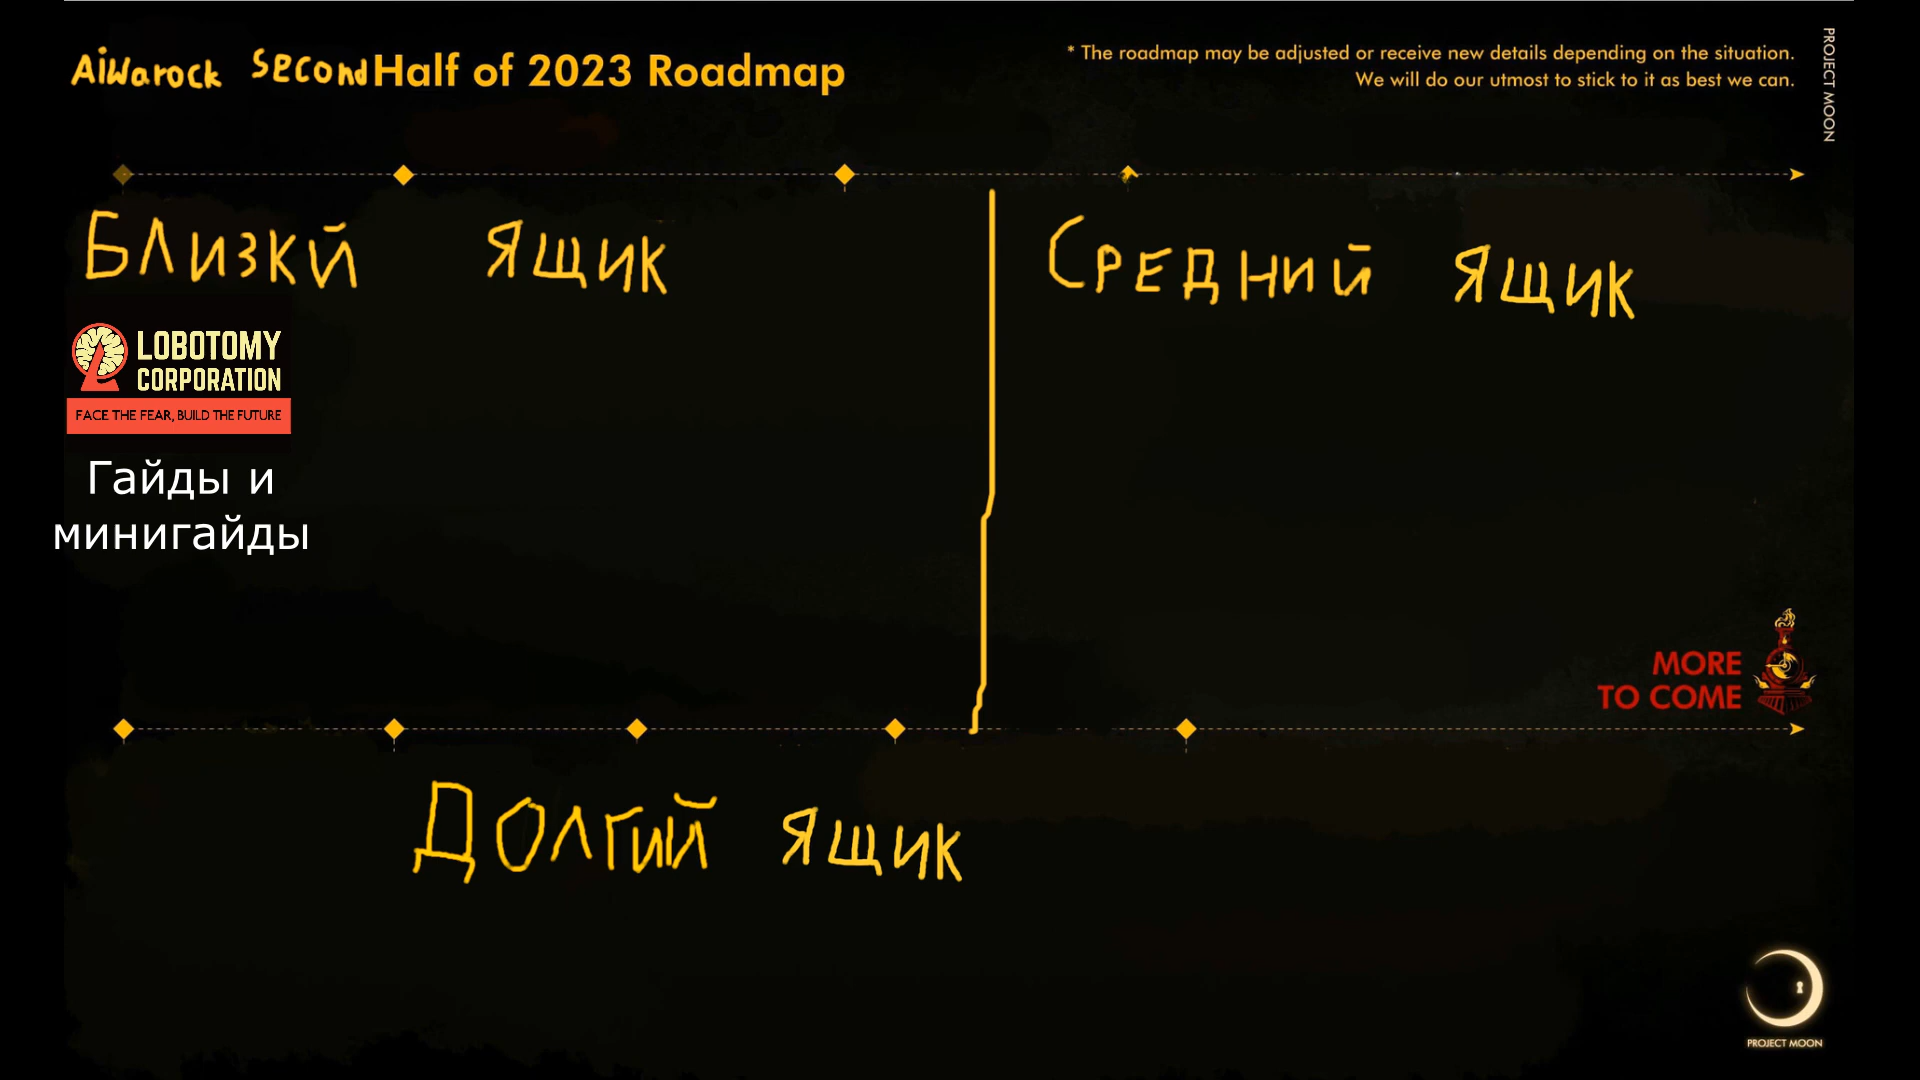 Aiwarock SecondHalf of 2023 Roadmap
* The roadmap may be adjusted or receive new details depending on the situation.
We will do our utmost to stick to it as best we can.
PROJECT MOON
Близкй ящик
Средний ящик
LOBOTOMY
CORPORATION
FACE THE FEAR, BUILD THE FUTURE
Гайды и
минигайды
MORE
TO COME
Долгий ящик
PROJECT MOON